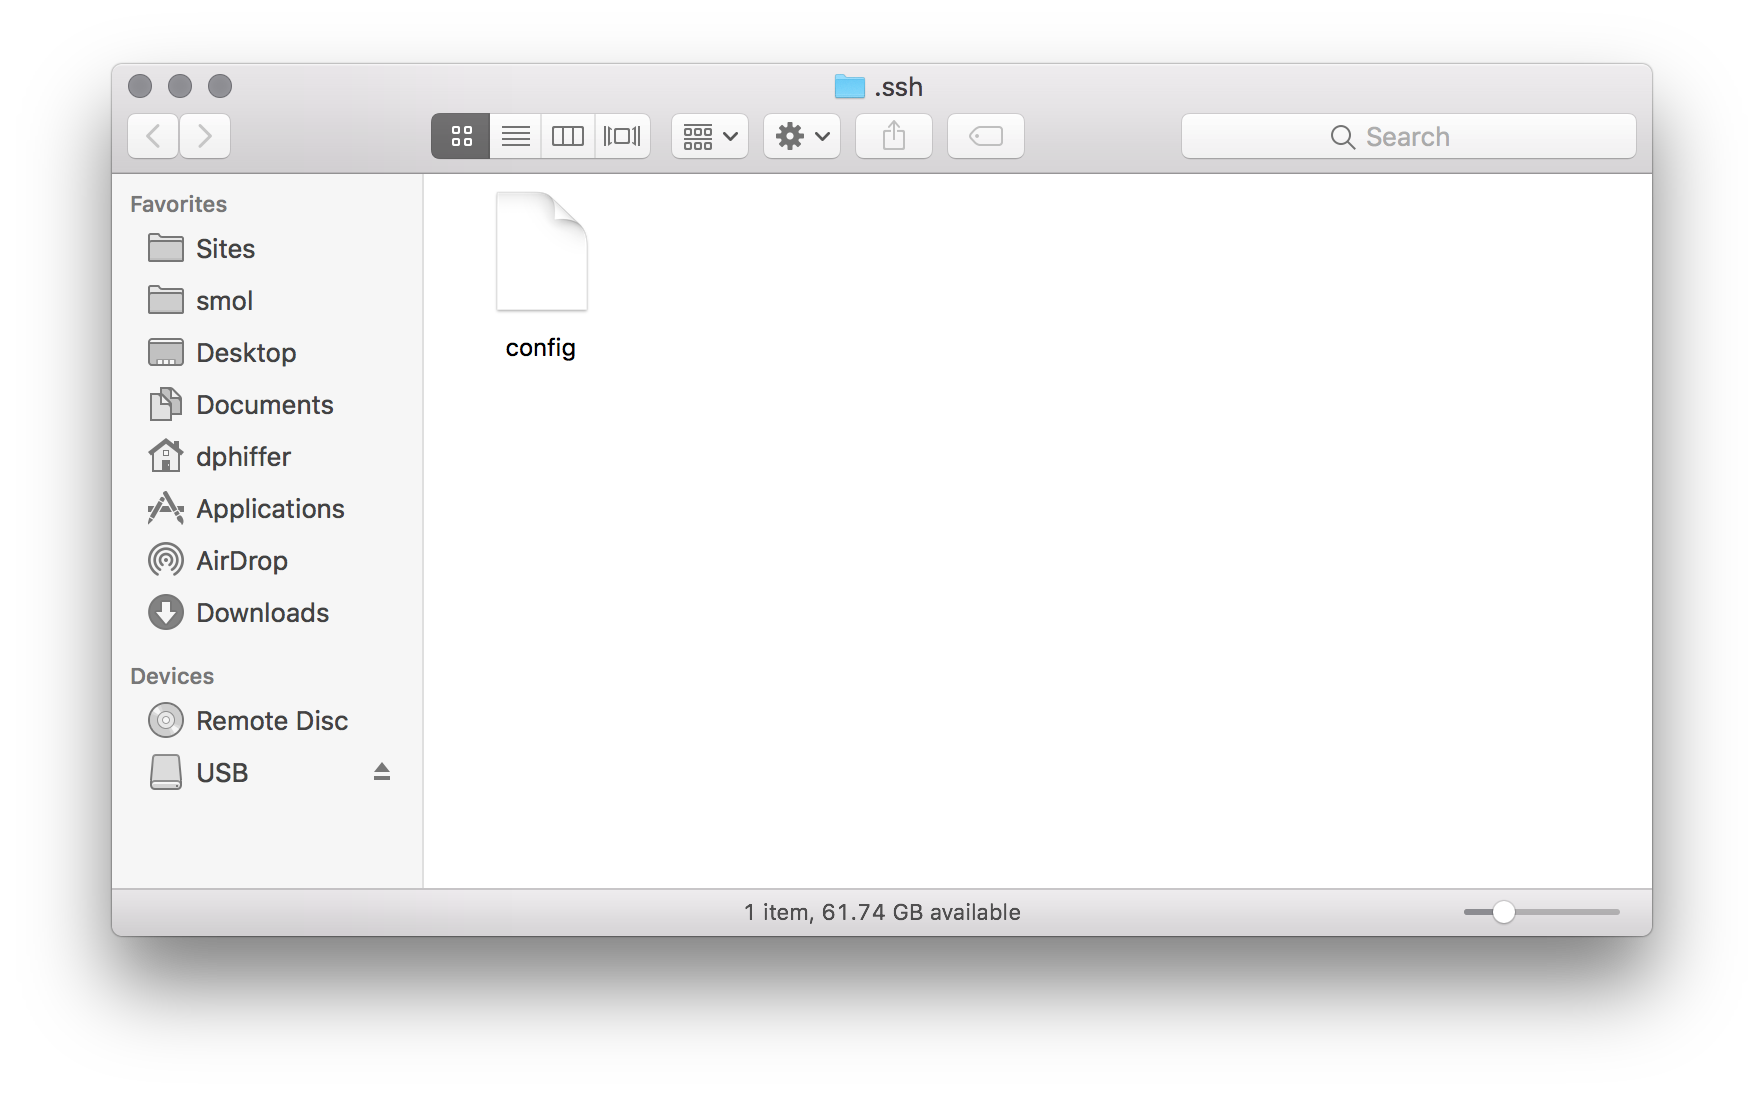 .ssh
Search
Favorites
Sites
smol
Desktop
Documents
dphiffer
Applications
AirDrop
Downloads
Devices
Remote Disc
USB
config
1 item, 61.74 GB available